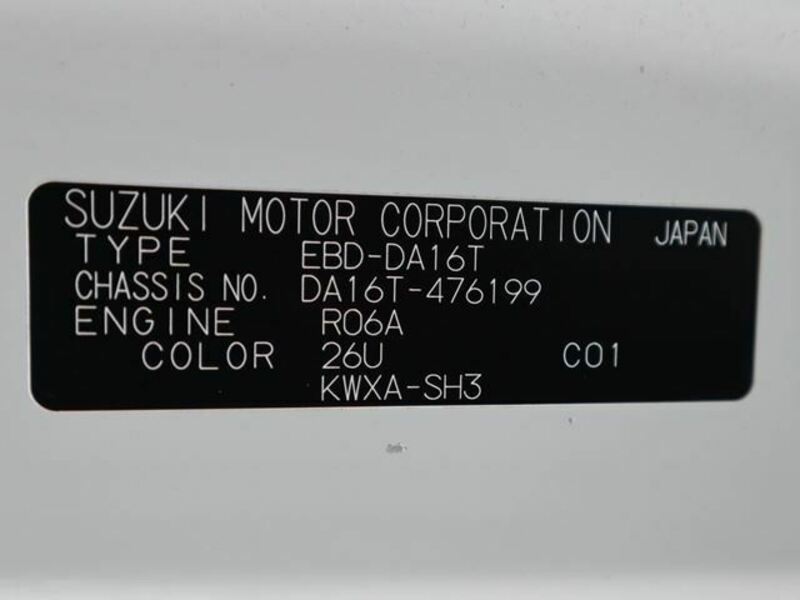 SUZUKI MOTOR CORPORATION JAPAN
TYPE EBD-DA16T
CHASSIS NO. DA16T-476199
ENGINE R06A
COLOR 26U C01
KWXA-SH3